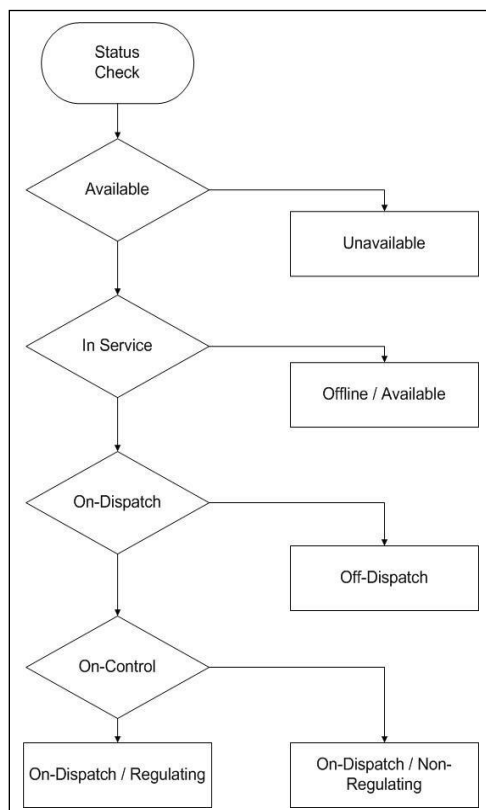 Status
Check
Available
Unavailable
In Service
Offline / Available
On-Dispatch
Off-Dispatch
On-Control
On-Dispatch / Regulating
On-Dispatch / Non-
Regulating